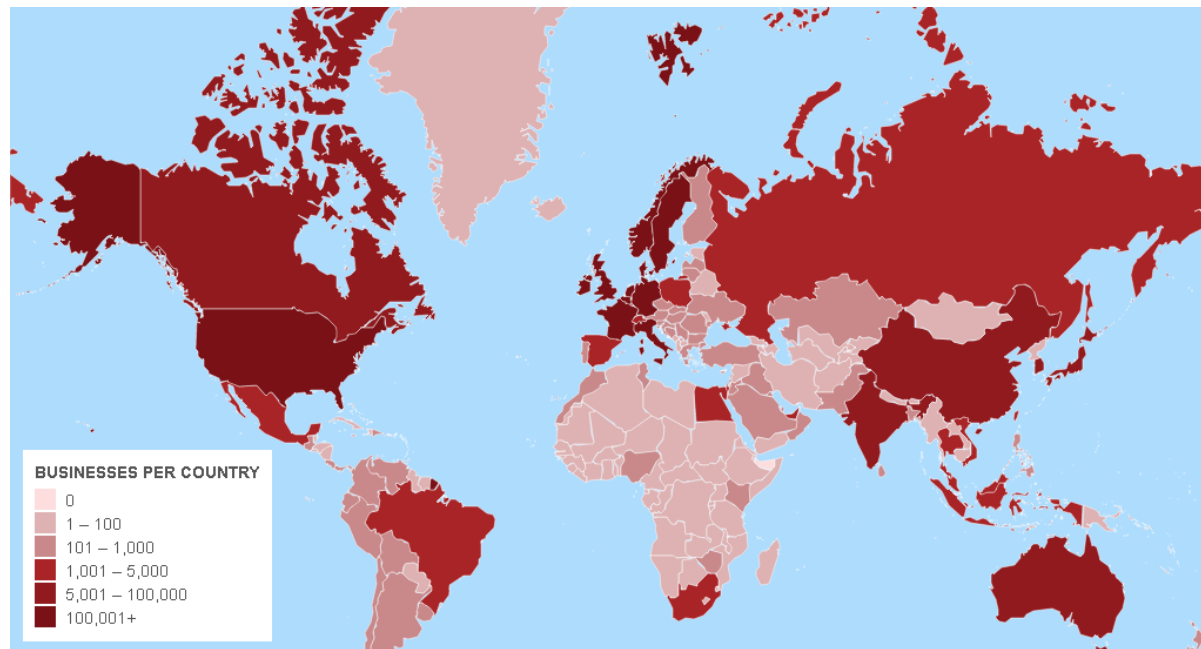 BUSINESSES PER COUNTRY
0
1 – 100
101 – 1,000
1,001 – 5,000
5,001 – 100,000
100,001+